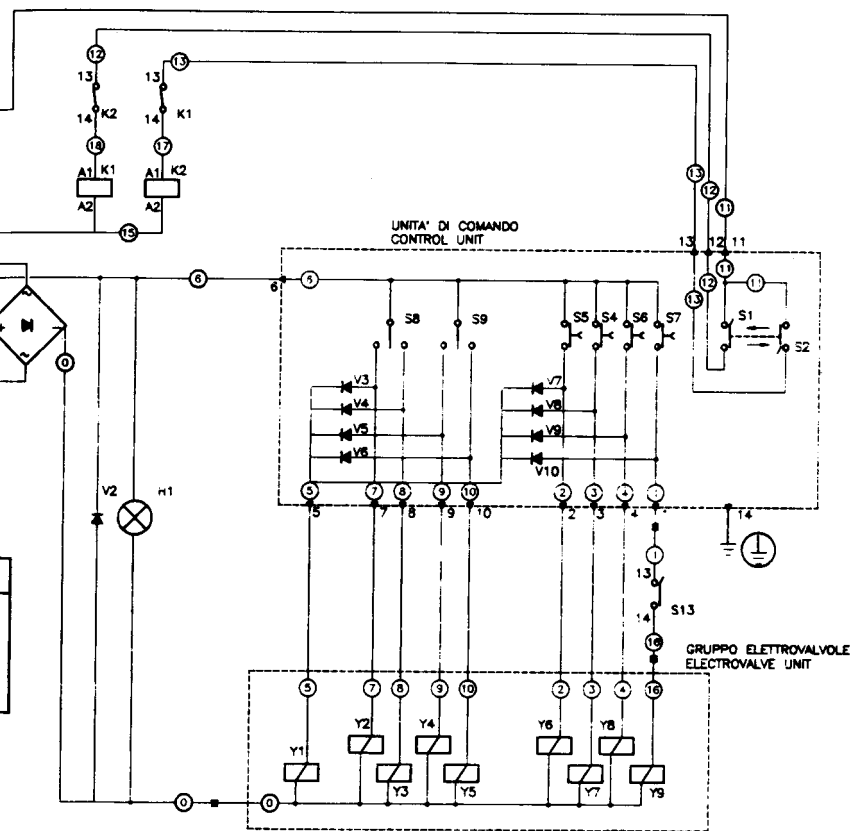 12
13
13
13
K2
14
K1
14
18
17
A1 K1
A1 K2
A2
A2
15
13
12
11
UNITA' DI COMANDO
CONTROL UNIT
13 12 11
11
6
6
6
12
11
13
S8
S9
S5
S4
S6
S7
S1
S2
0
V3
V4
V5
V6
V7
V8
V9
V10
V2
H1
5
7
8
9
10
2
3
4
5
7
8
9
10
2
3
4
14
1
13
14
S13
16
GRUPPO ELETTROVALVOLE
ELECTROVALVE UNIT
5
7
8
9
10
2
3
4
16
Y1
Y2
Y3
Y4
Y5
Y6
Y7
Y8
Y9
0
0